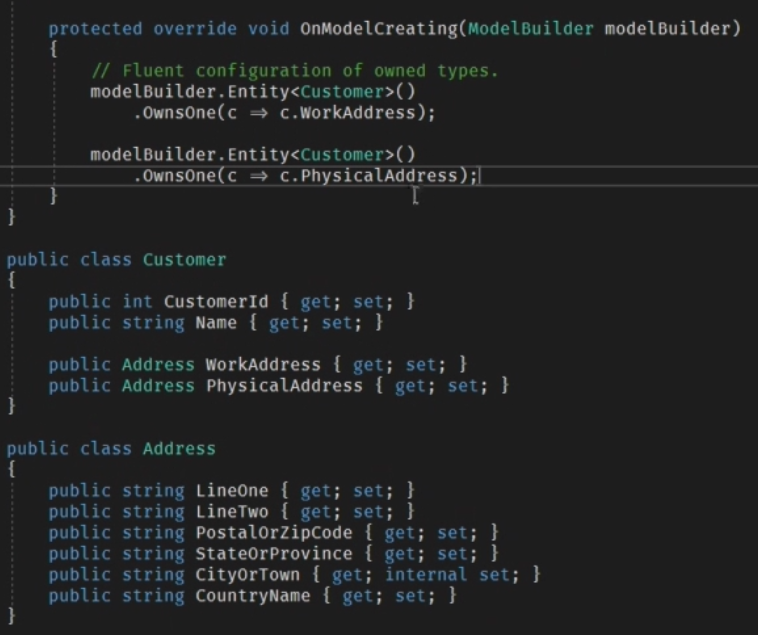 protected override void OnModelCreating(ModelBuilder modelBuilder)
{
// Fluent configuration of owned types.
modelBuilder.Entity<Customer>()
.OwnsOne(c => c.WorkAddress);
modelBuilder.Entity<Customer>()
.OwnsOne(c => c.PhysicalAddress);
}
}
public class Customer
{
public int CustomerId { get; set; }
public string Name { get; set; }
public Address WorkAddress { get; set; }
public Address PhysicalAddress { get; set; }
}
public class Address
{
public string LineOne { get; set; }
public string LineTwo { get; set; }
public string PostalOrZipCode { get; set; }
public string StateOrProvince { get; set; }
public string CityOrTown { get; internal set; }
public string CountryName { get; set; }
}